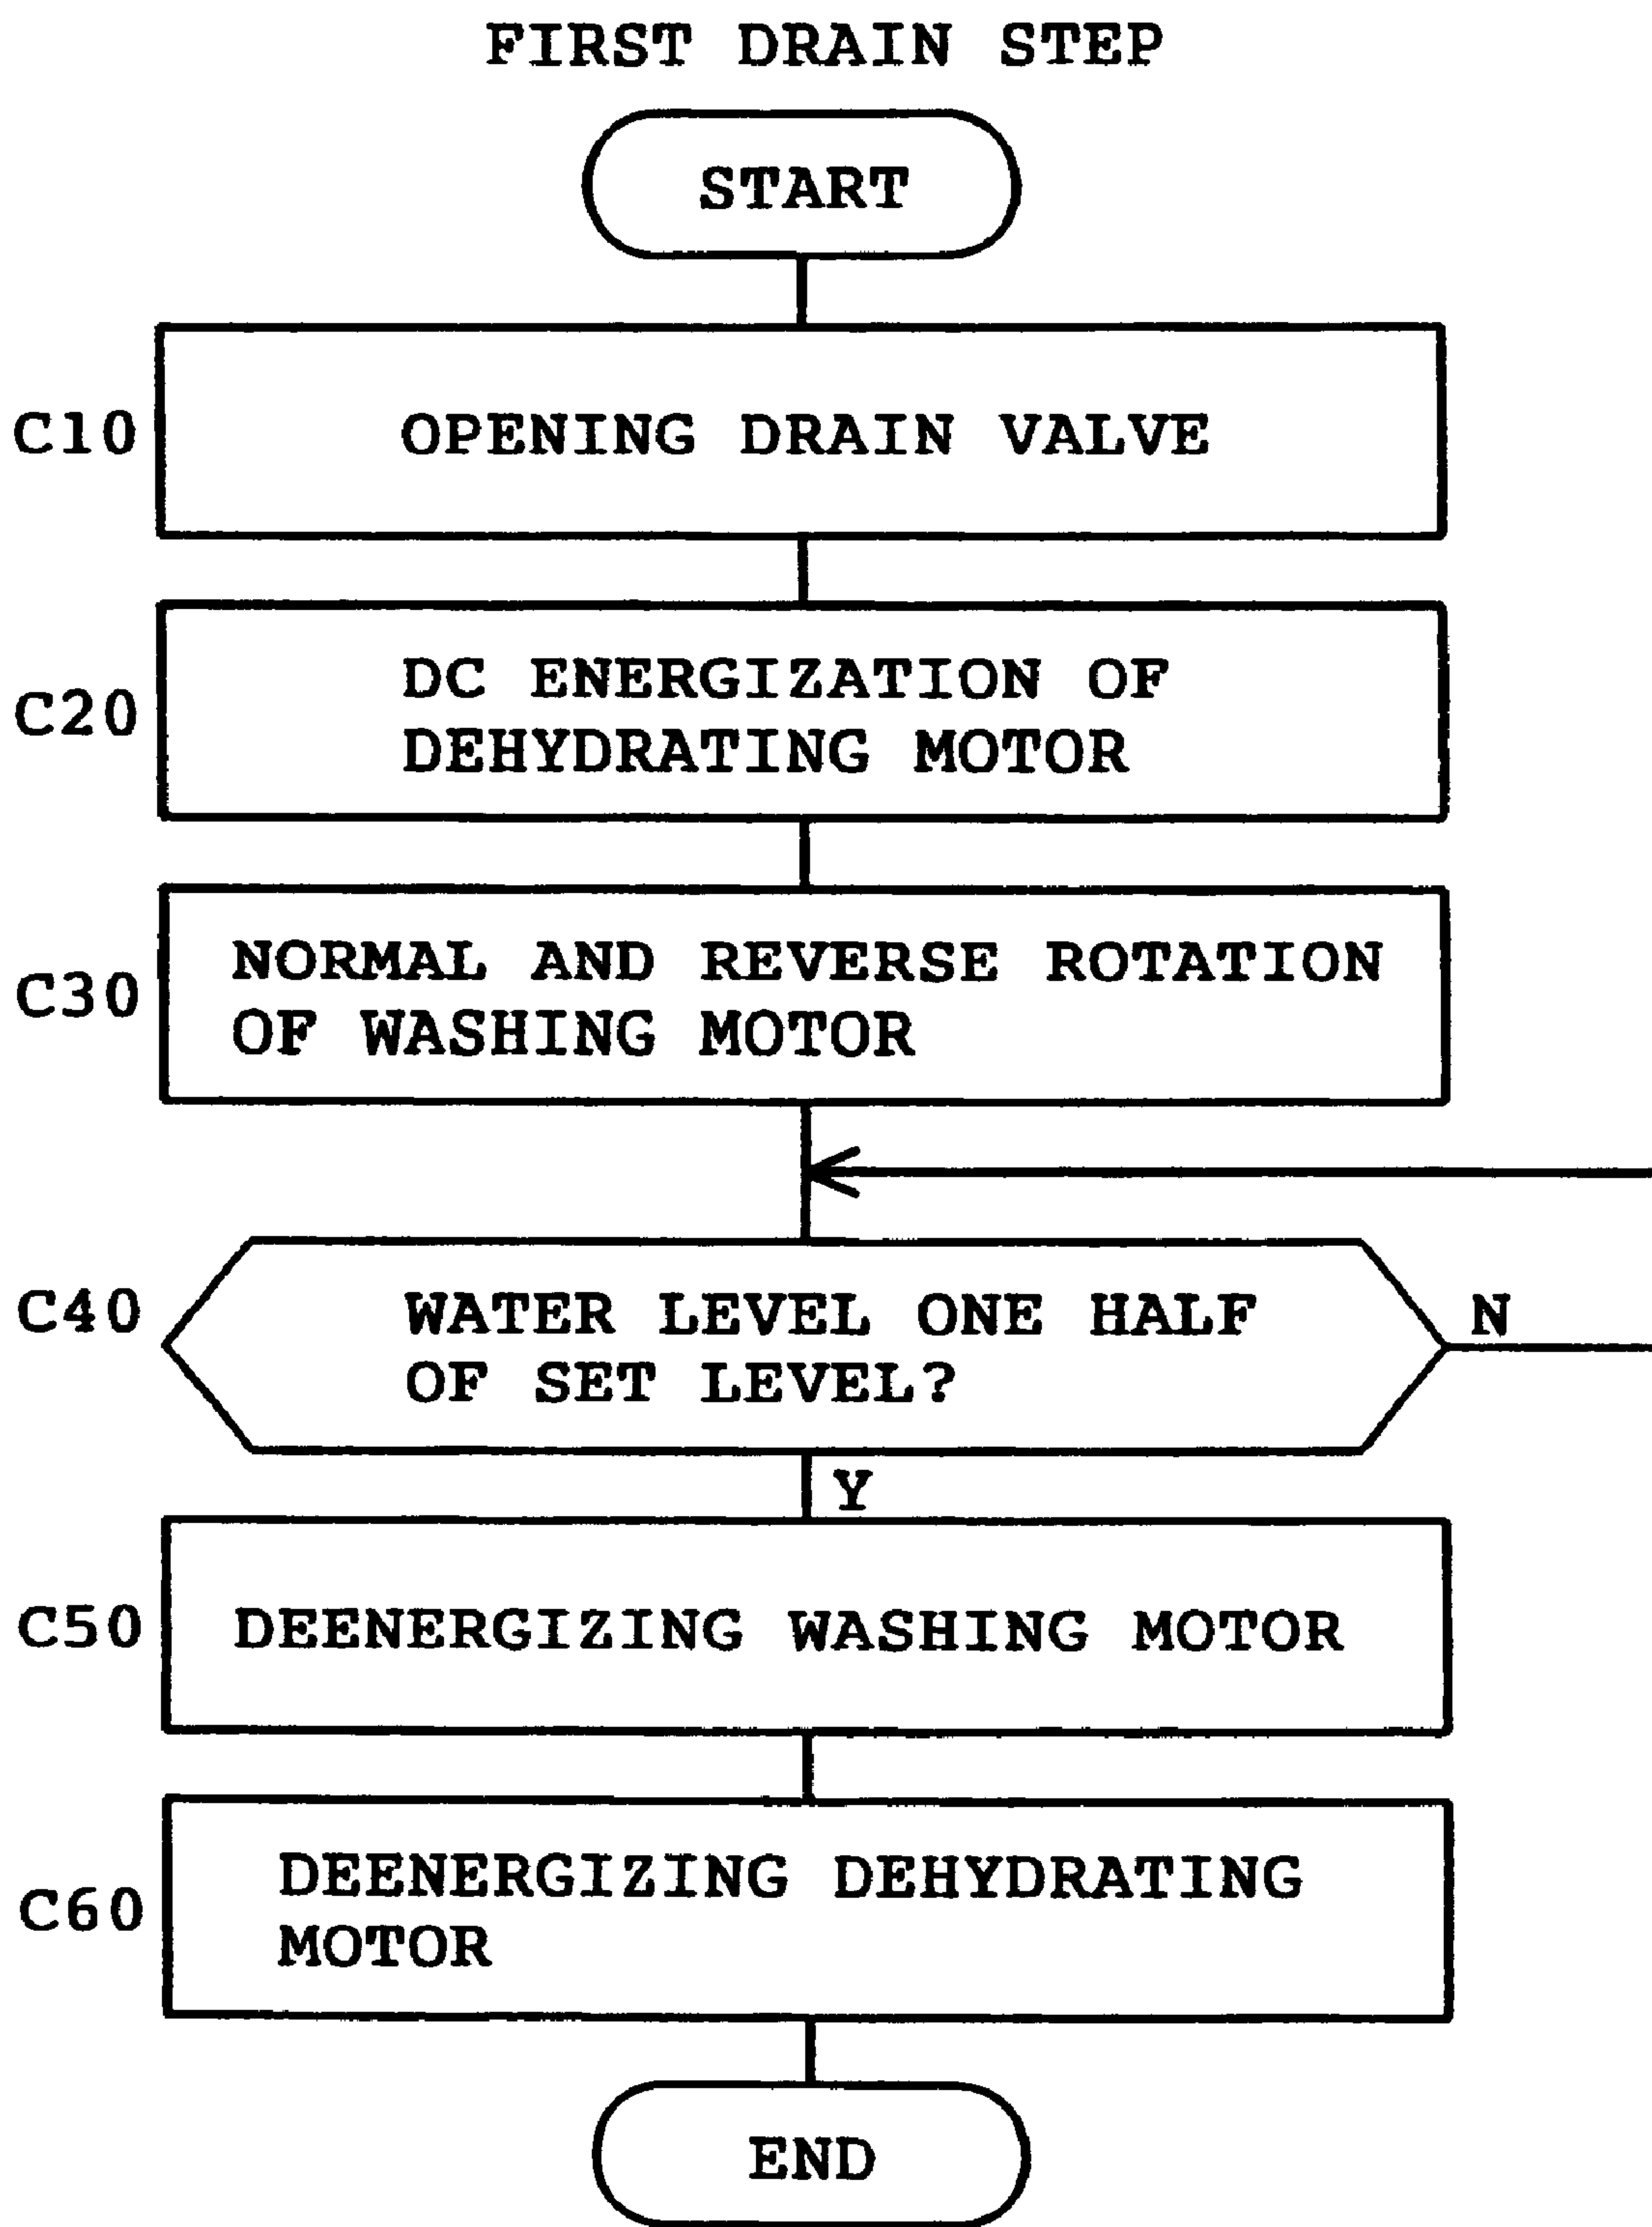 FIRST DRAIN STEP
START
C10
OPENING DRAIN VALVE
C20
DC ENERGIZATION OF
DEHYDRATING MOTOR
C30
NORMAL AND REVERSE ROTATION
OF WASHING MOTOR
C40
WATER LEVEL ONE HALF
OF SET LEVEL?
N
Y
C50
DEENERGIZING WASHING MOTOR
C60
DEENERGIZING DEHYDRATING
MOTOR
END